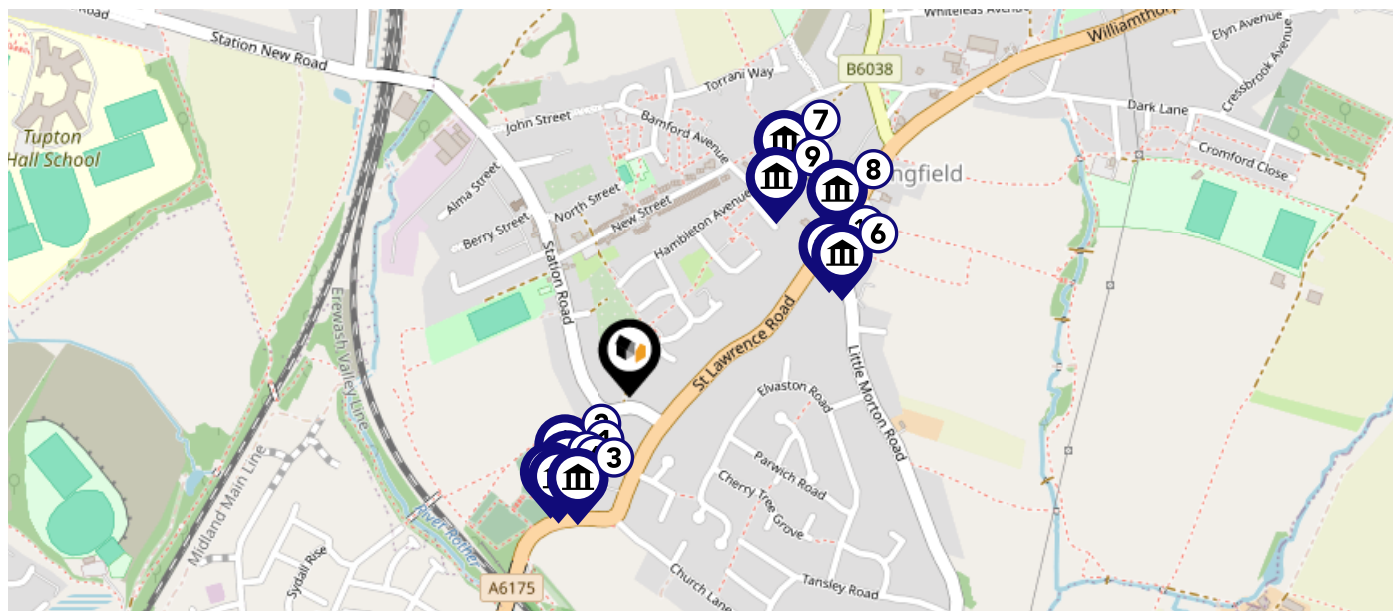 Whiteleas Avenue
Williamthor
Elyn Avenue
Station New Road
B6038
Torrani Way
Cressbrook Avenue
Dark Lane
John Street
Bamford Avenue
7
Tupton
Hall School
9
8
Cromford Close
ngfield
Alma Street
North Street
New Street
Berry Street
Hambleton Avenue
6
Station Road
Erewash Valley Line
St Lawrence Road
Little Morton Road
Elvaston Road
3
Parwich Road
Cherry Tree Grove
Midland Main Line
River Rother
Sydall Rise
A6175
Church Lane
Tansley Road